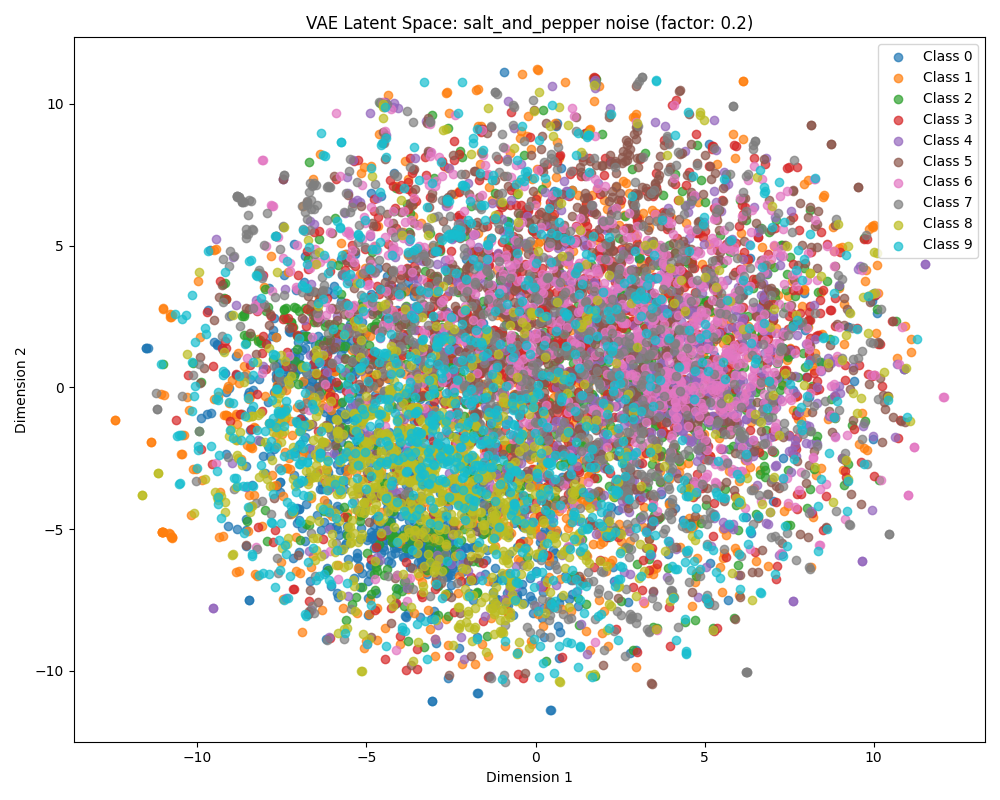 VAE Latent Space: salt_and_pepper noise (factor: 0.2)
Class 0
Class 1
Class 2
Class 3
Class 4
Class 5
Class 6
Class 7
Class 8
Class 9
10
5
0
−5
−10
Dimension 2
−10
−5
0
5
10
Dimension 1